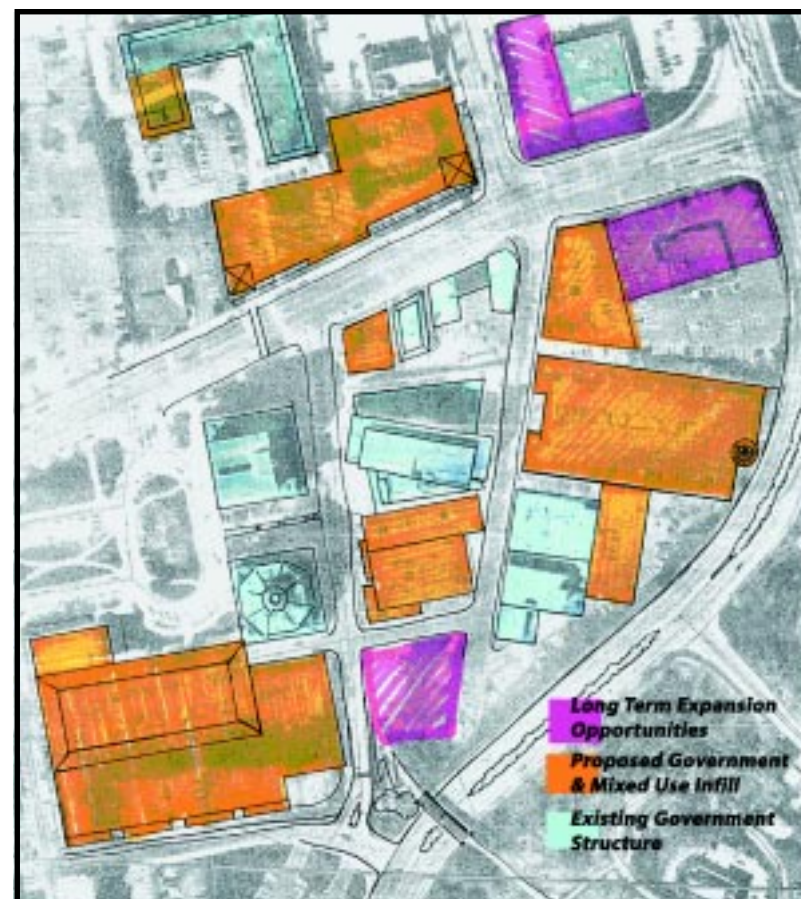 Long Term Expansion
Opportunities
Proposed Government
& Mixed Use Infill
Existing Government
Structure